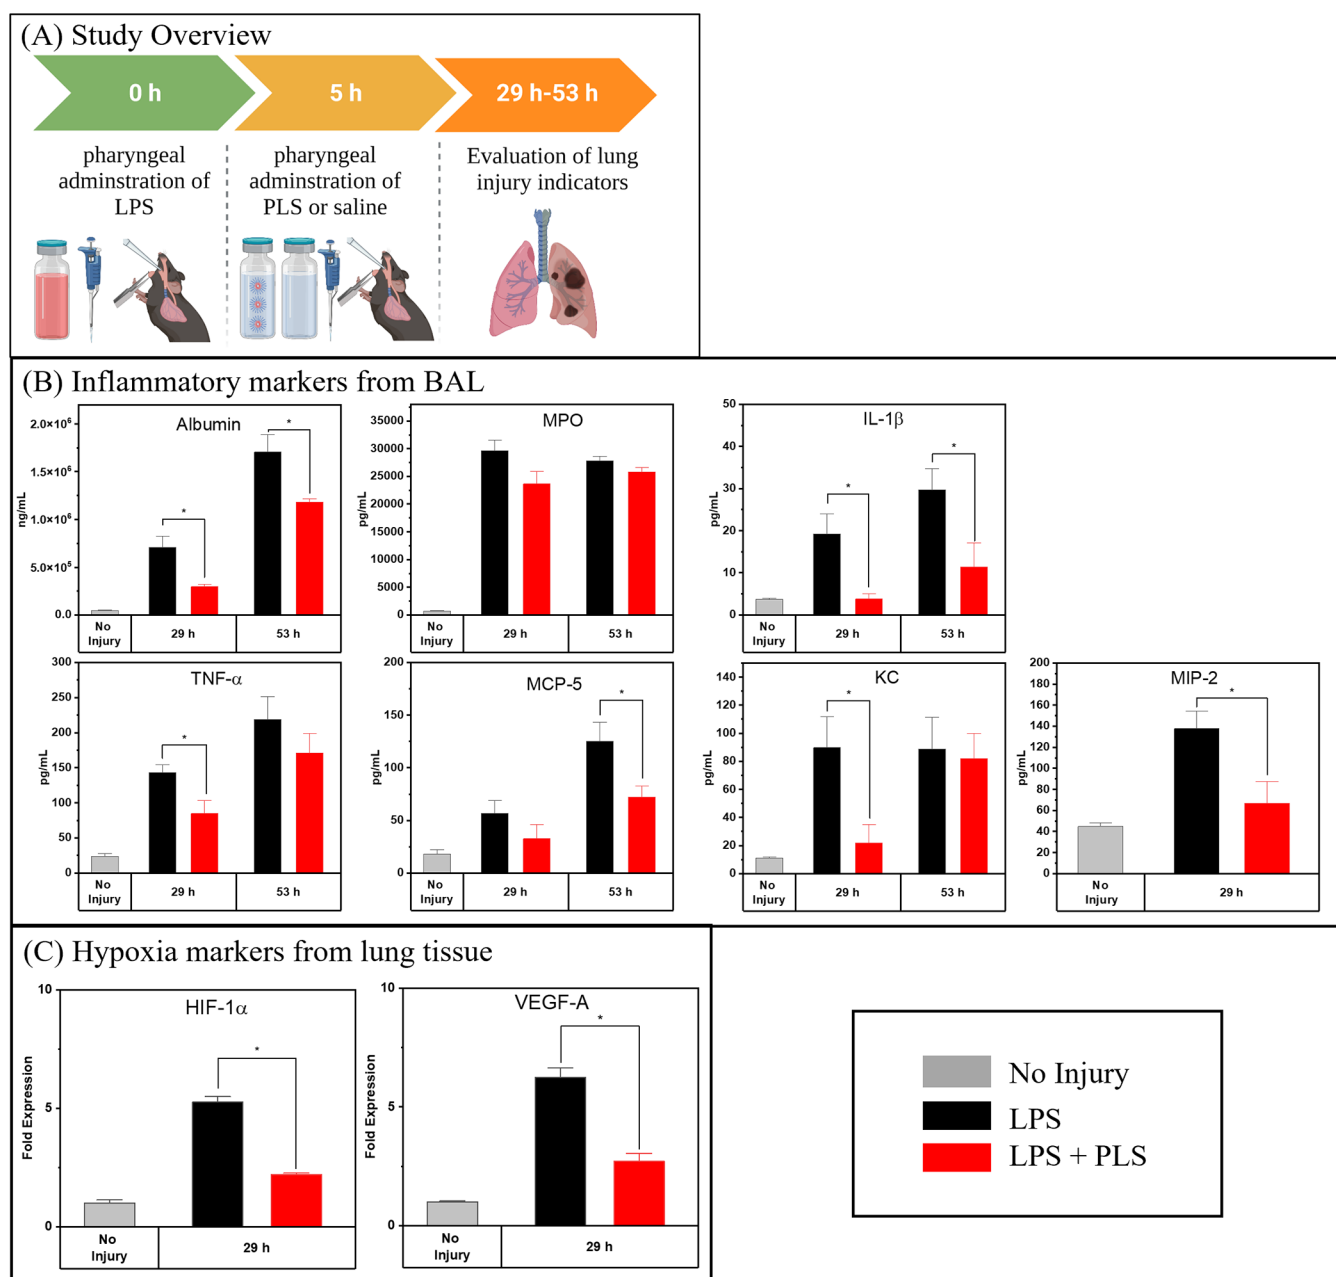 (A) Study Overview
0 h
5 h
29 h-53 h
pharyngeal
adminstration of
LPS
pharyngeal
adminstration of
PLS or saline
Evaluation of lung
injury indicators
(B) Inflammatory markers from BAL
Albumin
ng/mL
2.0×10⁶
1.5×10⁶
1.0×10⁶
5.0×10⁵
0.0
*
*
No
Injury
29 h
53 h
MPO
pg/mL
35000
30000
25000
20000
15000
10000
5000
0
No
Injury
29 h
53 h
IL-1β
pg/mL
50
40
30
20
10
0
*
*
No
Injury
29 h
53 h
TNF-α
pg/mL
300
250
200
150
100
50
0
*
No
Injury
29 h
53 h
MCP-5
pg/mL
200
150
100
50
0
*
No
Injury
29 h
53 h
KC
pg/mL
140
120
100
80
60
40
20
0
*
No
Injury
29 h
53 h
MIP-2
pg/mL
200
180
160
140
120
100
80
60
40
20
0
*
No
Injury
29 h
(C) Hypoxia markers from lung tissue
HIF-1α
Fold Expression
10
5
0
*
No
Injury
29 h
VEGF-A
Fold Expression
10
5
0
*
No
Injury
29 h
No Injury
LPS
LPS + PLS